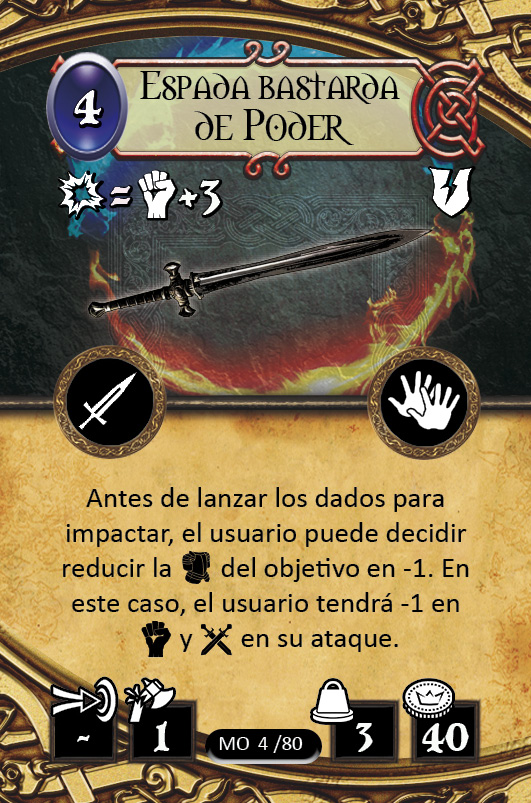 4
Espada bastarda
de Poder
= +3
Antes de lanzar los dados para
impactar, el usuario puede decidir
reducir la del objetivo en -1. En
este caso, el usuario tendrá -1 en
y en su ataque.
- 1 MO 4 /80 3 40